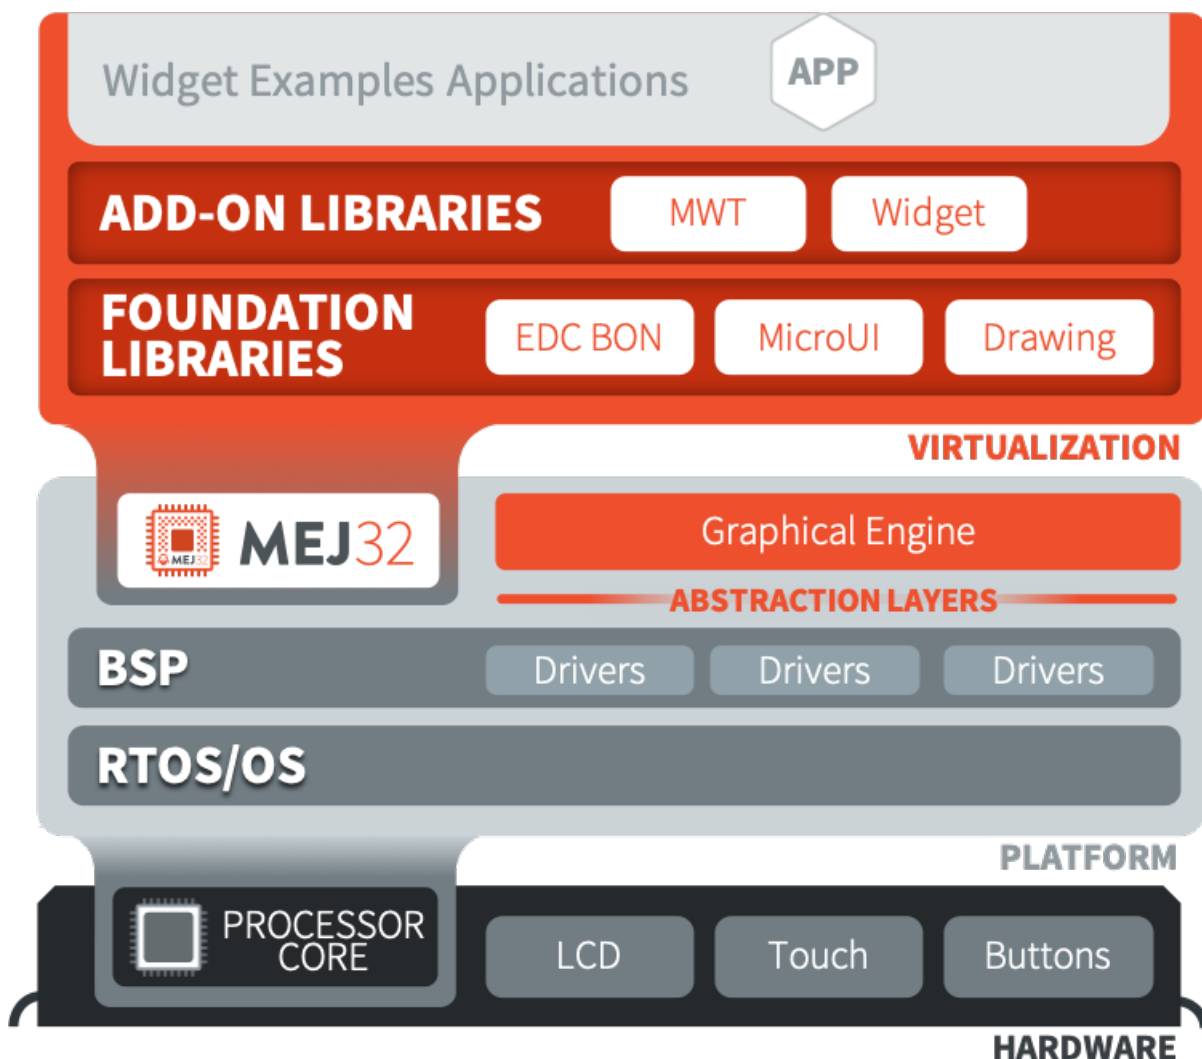 Widget Examples Applications
APP
ADD-ON LIBRARIES
MWT
Widget
FOUNDATION
LIBRARIES
EDC BON
MicroUI
Drawing
VIRTUALIZATION
MEJ32
MEJ32
Graphical Engine
ABSTRACTION LAYERS
BSP
Drivers
Drivers
Drivers
RTOS/OS
PLATFORM
PROCESSOR
CORE
LCD
Touch
Buttons
HARDWARE